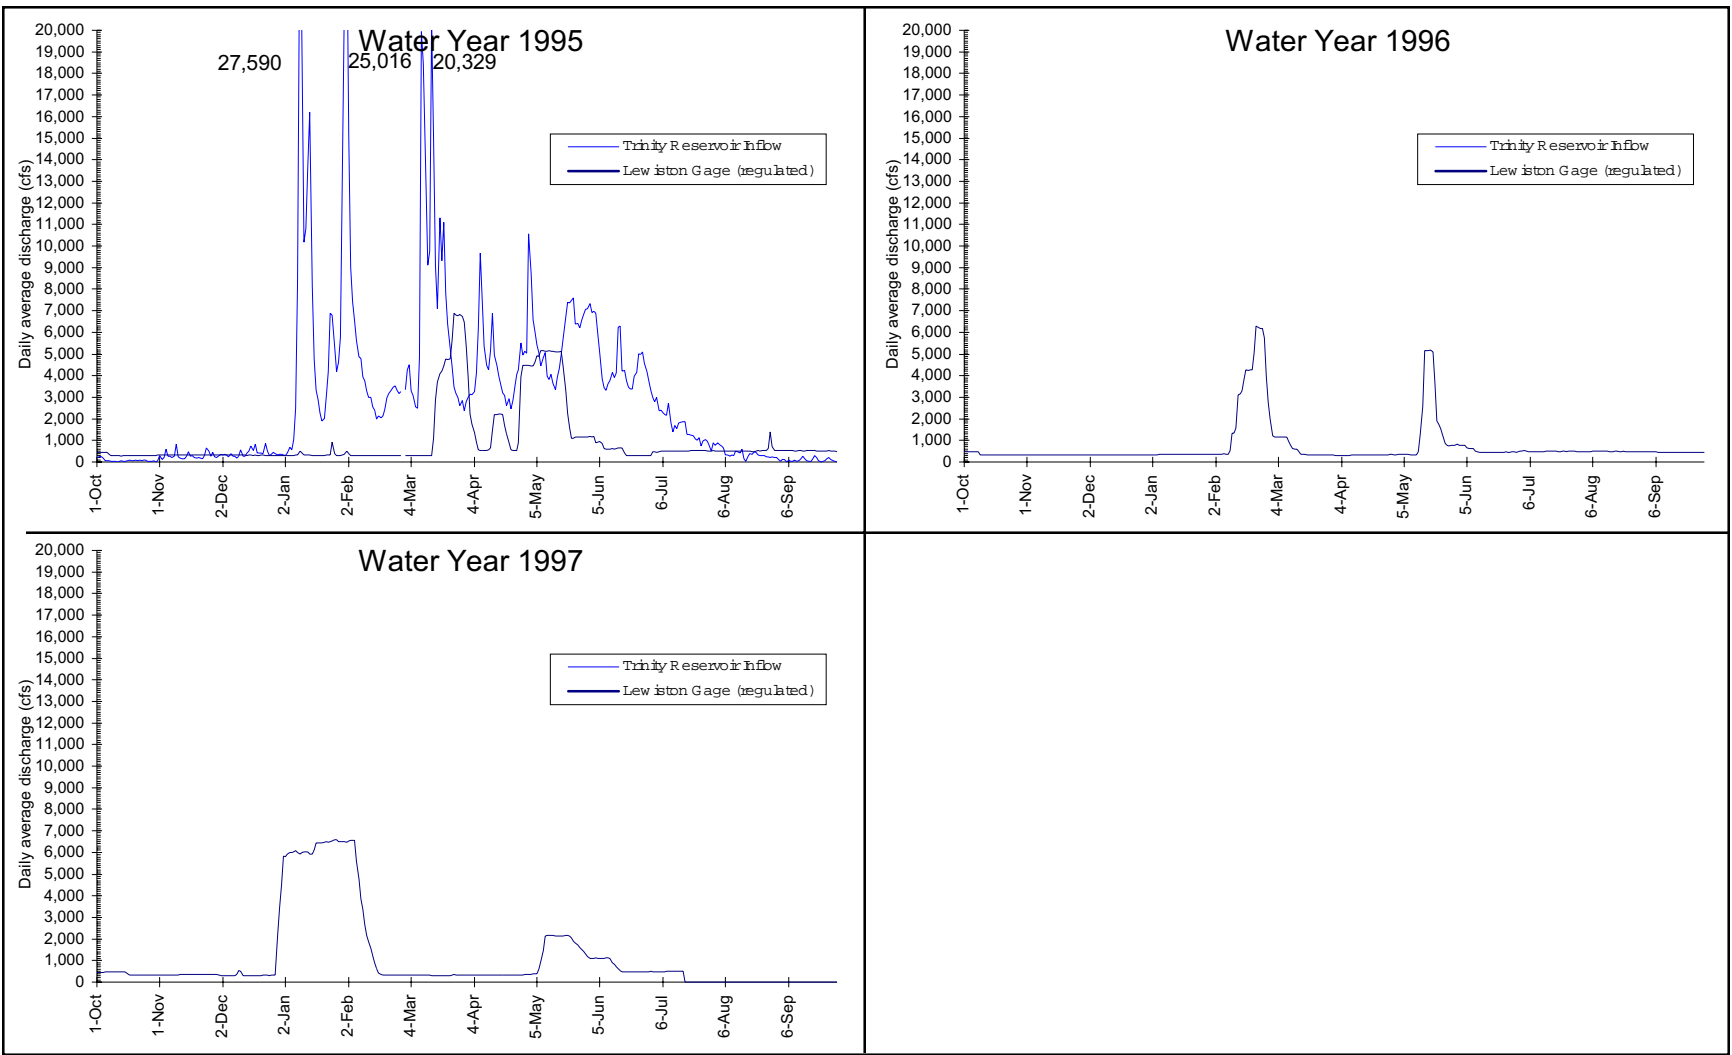 Water Year 1995
27,590
25,016
20,329
Daily average discharge (cfs)
20,000
19,000
18,000
17,000
16,000
15,000
14,000
13,000
12,000
11,000
10,000
9,000
8,000
7,000
6,000
5,000
4,000
3,000
2,000
1,000
0
Trinity Reservoir Inflow
Lewiston Gage (regulated)
1-Oct
1-Nov
2-Dec
2-Jan
2-Feb
4-Mar
4-Apr
5-May
5-Jun
6-Jul
6-Aug
6-Sep
Water Year 1996
Daily average discharge (cfs)
20,000
19,000
18,000
17,000
16,000
15,000
14,000
13,000
12,000
11,000
10,000
9,000
8,000
7,000
6,000
5,000
4,000
3,000
2,000
1,000
0
Trinity Reservoir Inflow
Lewiston Gage (regulated)
1-Oct
1-Nov
2-Dec
2-Jan
2-Feb
4-Mar
4-Apr
5-May
5-Jun
6-Jul
6-Aug
6-Sep
Water Year 1997
Daily average discharge (cfs)
20,000
19,000
18,000
17,000
16,000
15,000
14,000
13,000
12,000
11,000
10,000
9,000
8,000
7,000
6,000
5,000
4,000
3,000
2,000
1,000
0
Trinity Reservoir Inflow
Lewiston Gage (regulated)
1-Oct
1-Nov
2-Dec
2-Jan
2-Feb
4-Mar
4-Apr
5-May
5-Jun
6-Jul
6-Aug
6-Sep